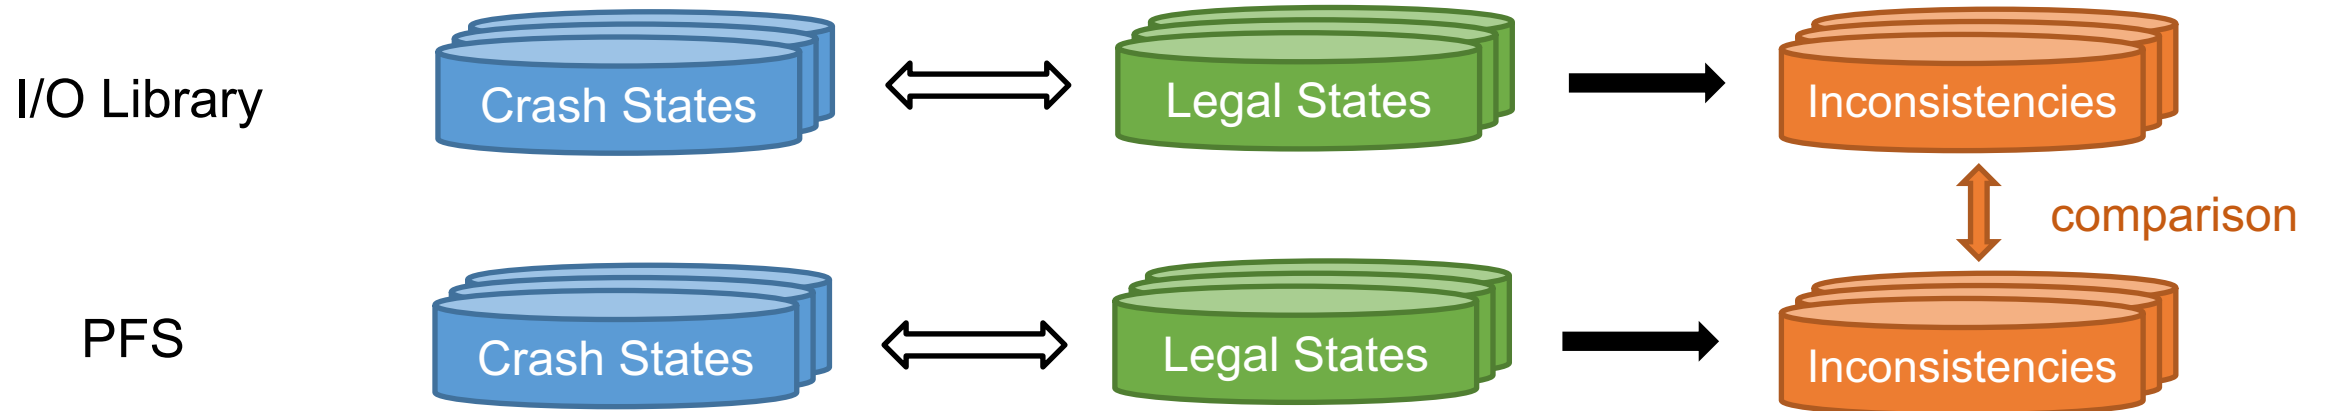 I/O Library
Crash States
Legal States
Inconsistencies
comparison
PFS
Crash States
Legal States
Inconsistencies